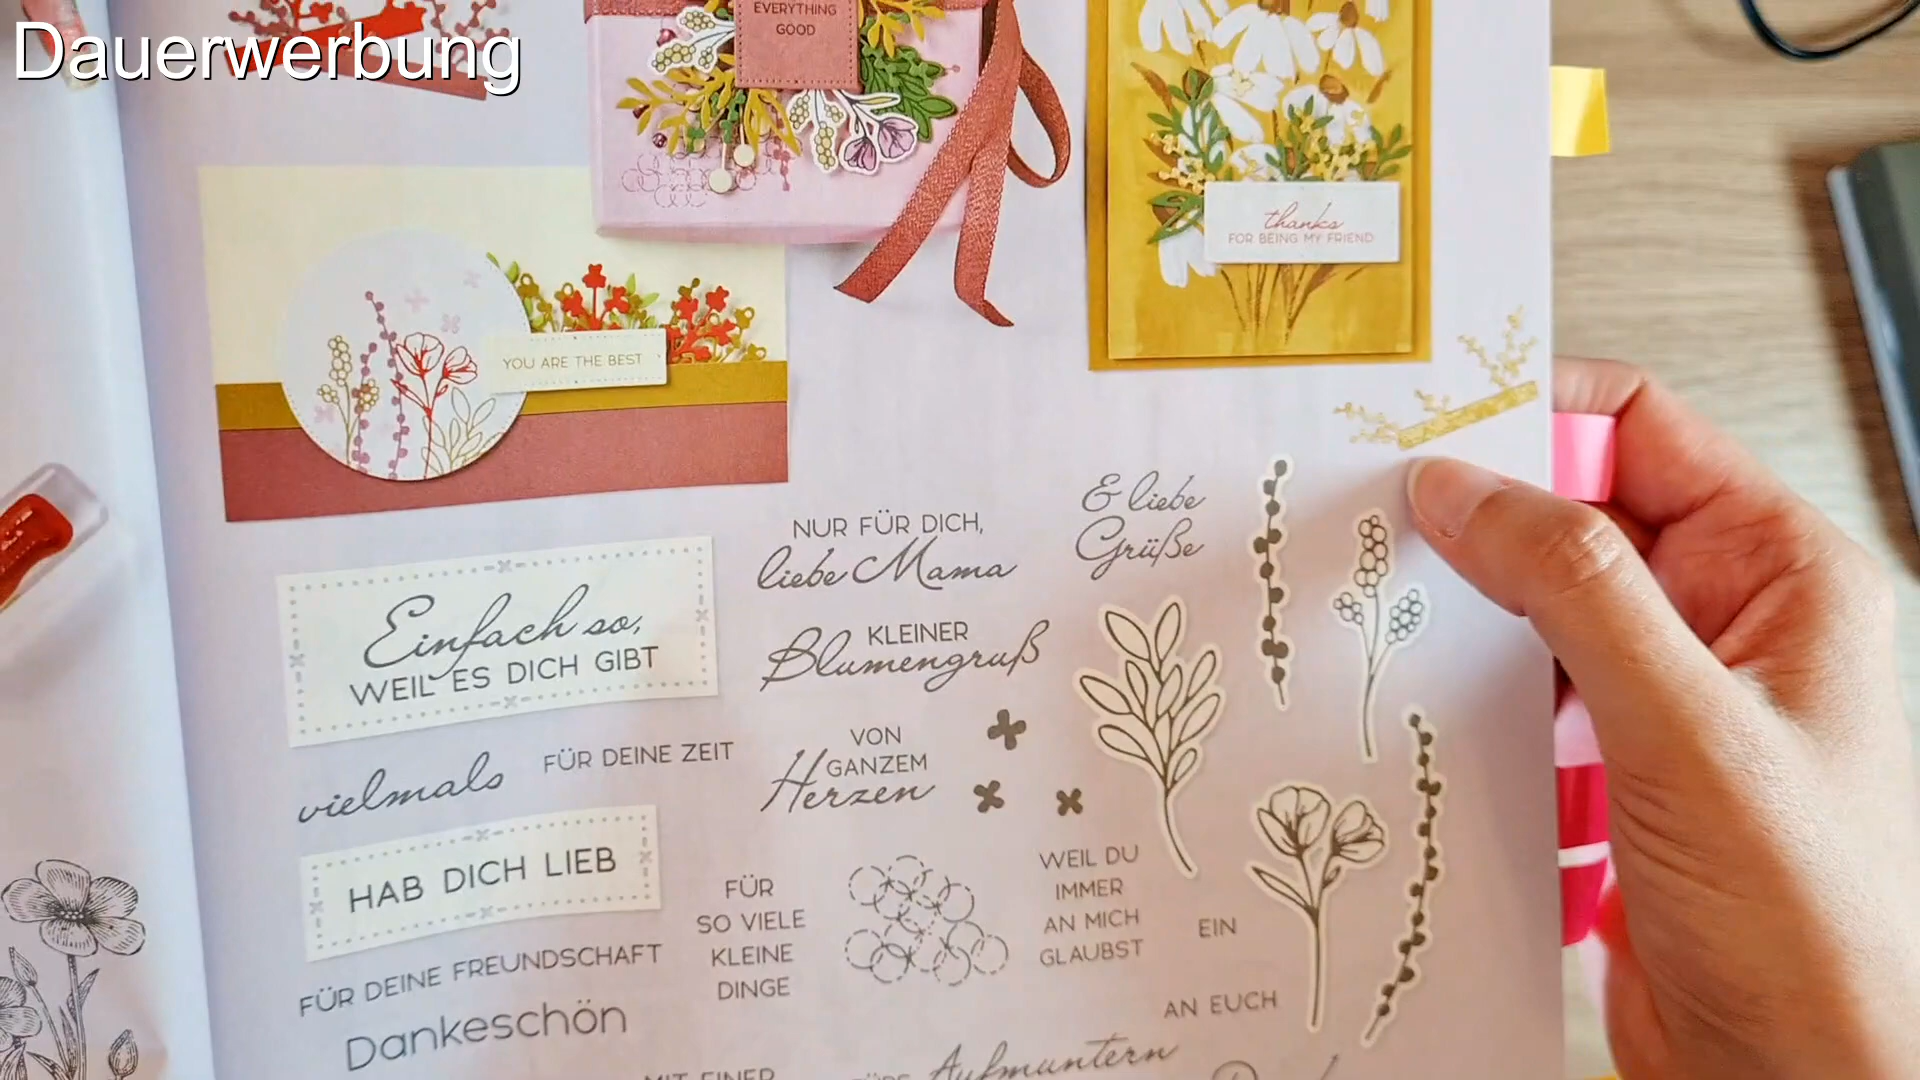 Dauerwerbung
EVERYTHING
GOOD
thanks
FOR BEING MY FRIEND
YOU ARE THE BEST
NUR FÜR DICH,
liebe Mama
& liebe
Grüße
Einfach so,
WEIL ES DICH GIBT
KLEINER
Blumengruß
vielmals
FÜR DEINE ZEIT
VON
GANZEM
Herzen
HAB DICH LIEB
FÜR
SO VIELE
KLEINE
DINGE
WEIL DU
IMMER
AN MICH
GLAUBST
EIN
FÜR DEINE FREUNDSCHAFT
AN EUCH
Dankeschön
MIT EINER
Aufmuntern